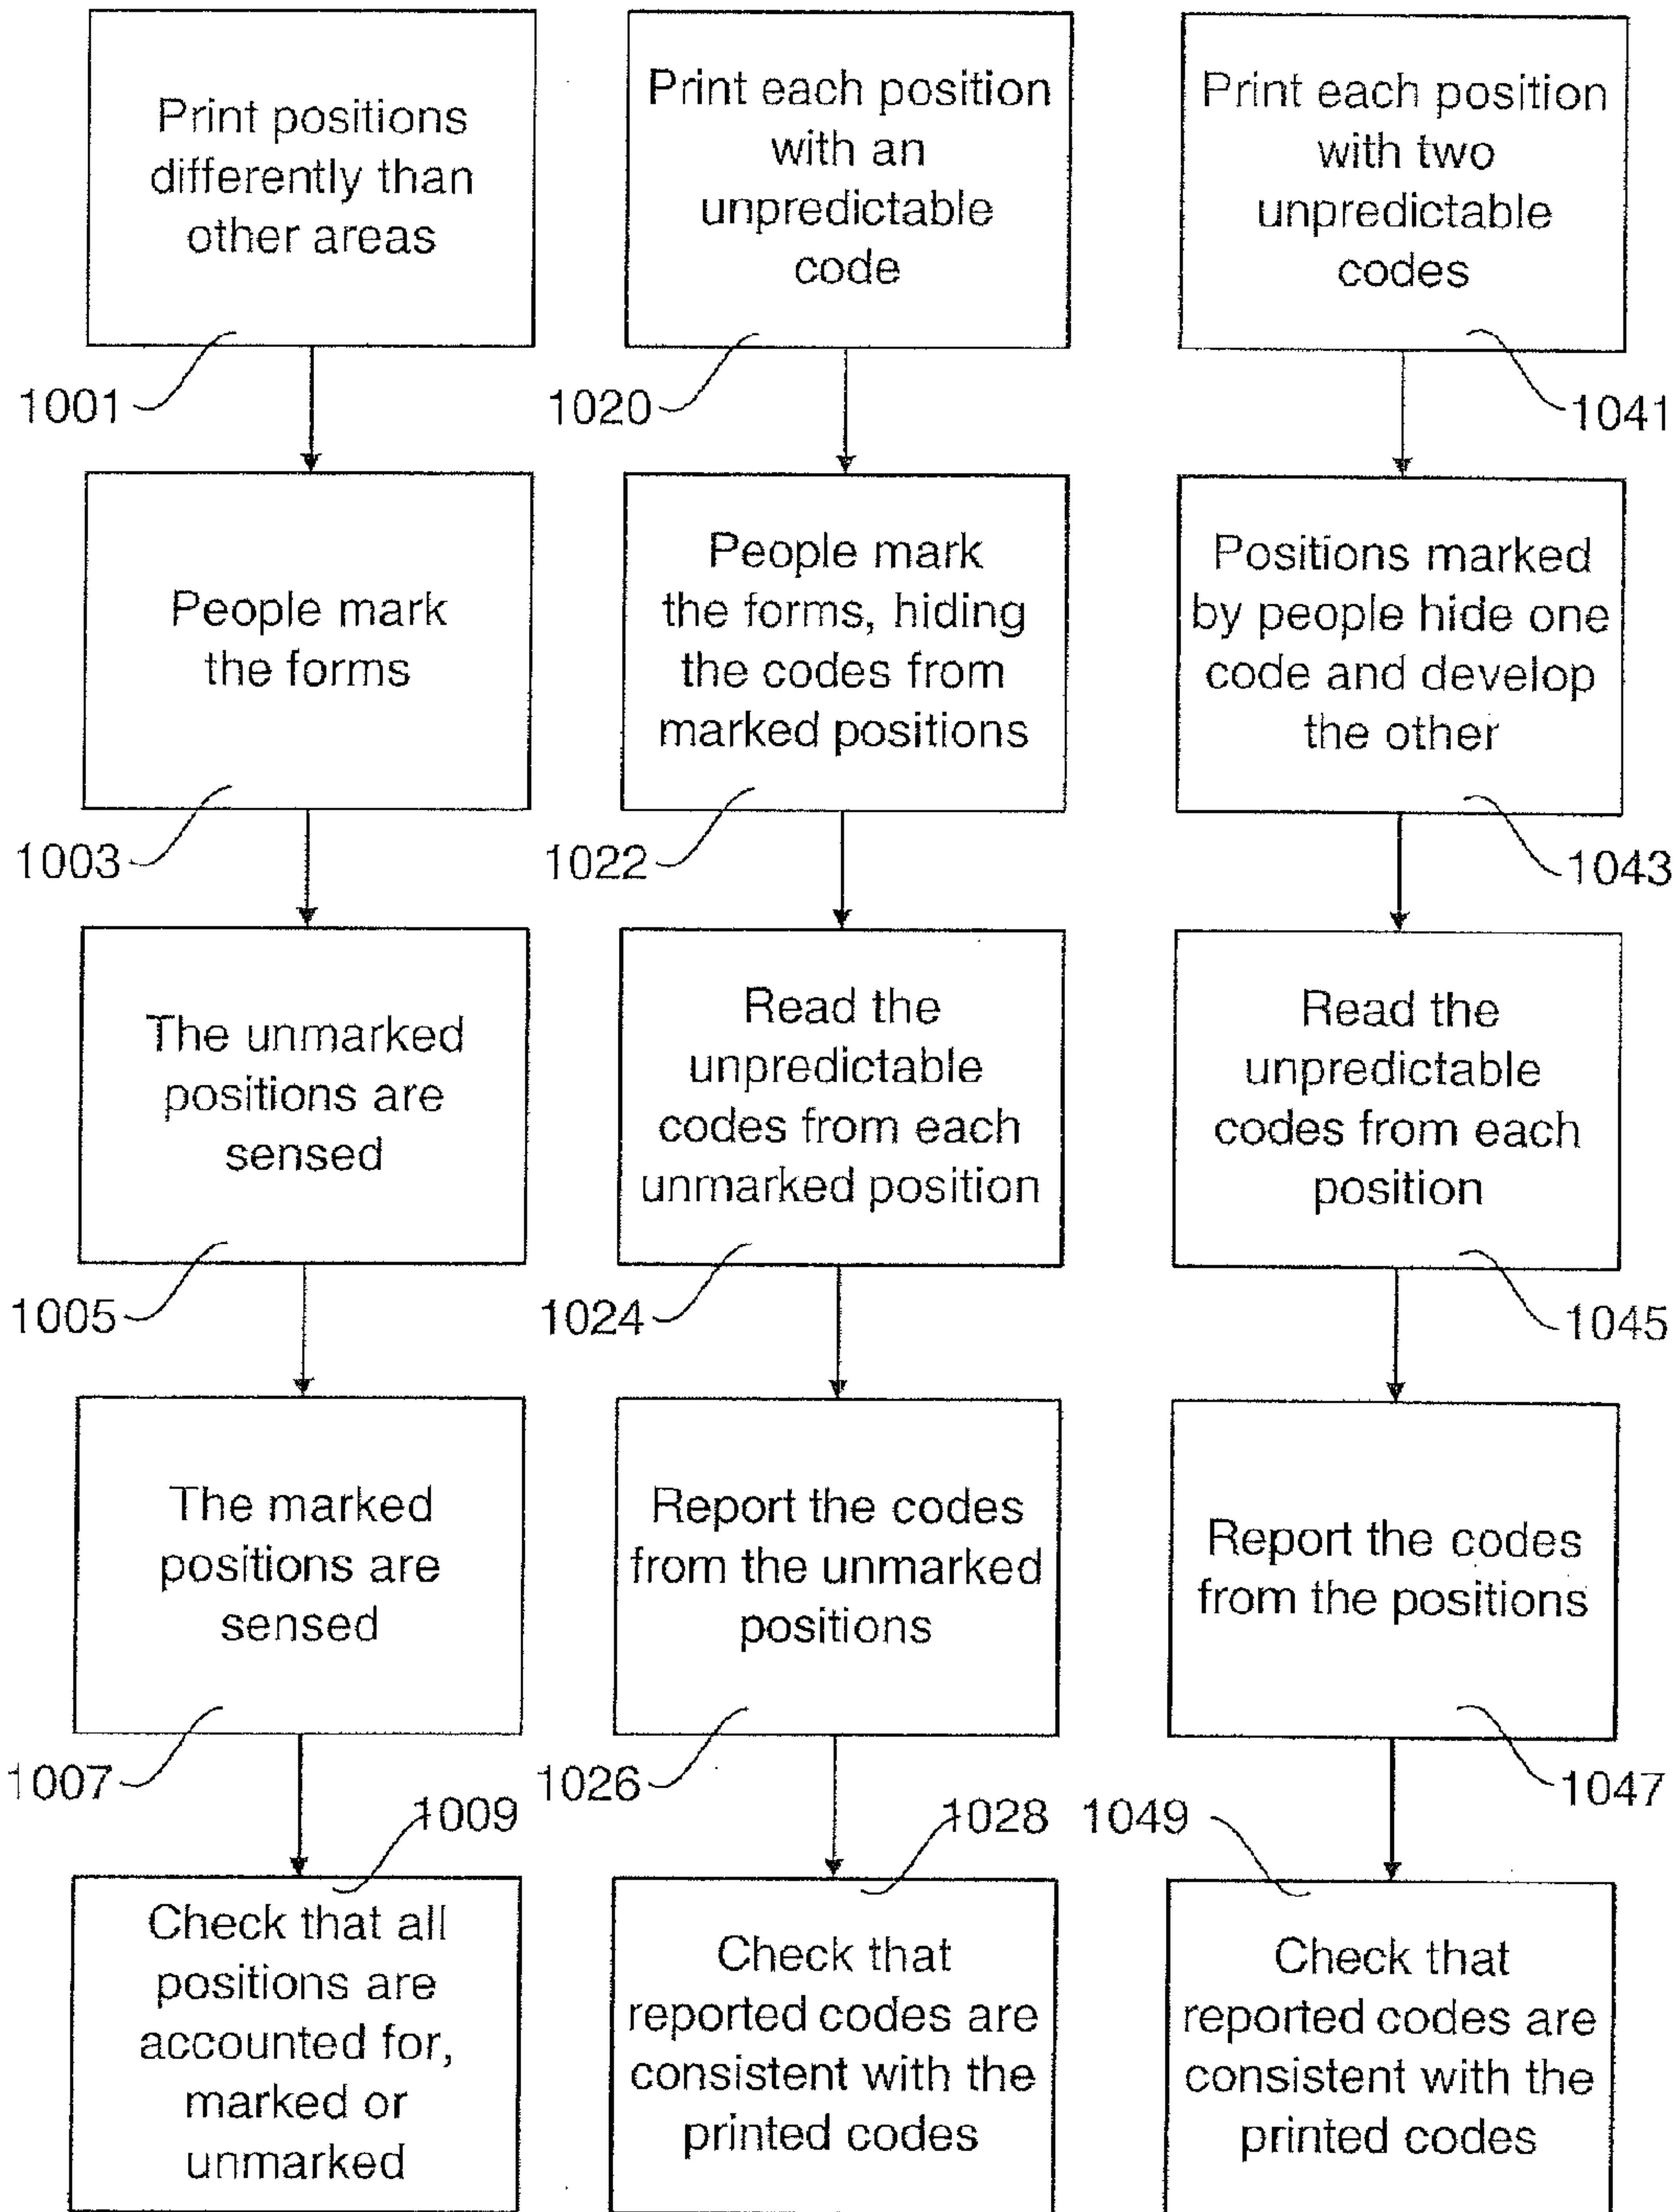 Print positions
differently than
other areas
1001
People mark
the forms
1003
The unmarked
positions are
sensed
1005
The marked
positions are
sensed
1007
1009
Check that all
positions are
accounted for,
marked or
unmarked
Print each position
with an
unpredictable
code
1020
People mark
the forms, hiding
the codes from
marked positions
1022
Read the
unpredictable
codes from each
unmarked position
1024
Report the codes
from the unmarked
positions
1026
1028
Check that
reported codes are
consistent with the
printed codes
Print each position
with two
unpredictable
codes
1041
Positions marked
by people hide one
code and develop
the other
1043
Read the
unpredictable
codes from each
position
1045
Report the codes
from the positions
1047
1049
Check that
reported codes are
consistent with the
printed codes